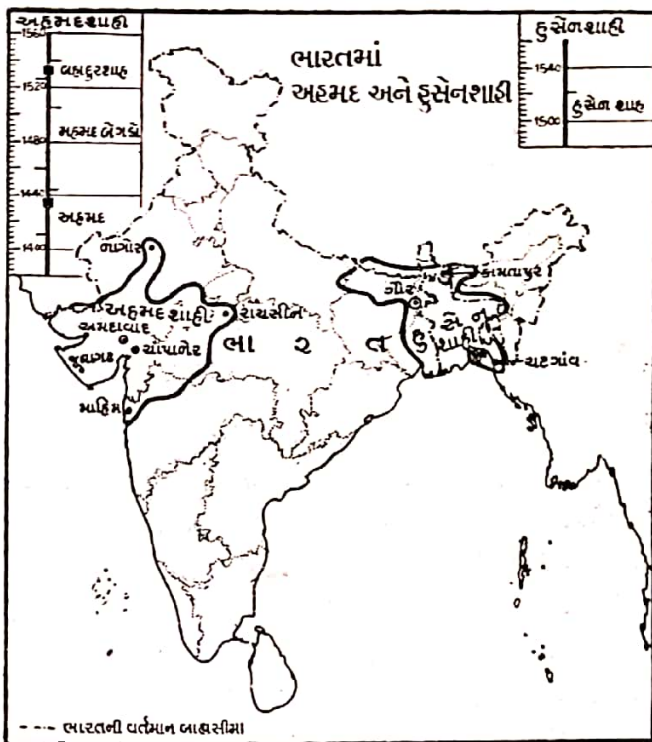 અહમદશાહી
1560
1520
1480
1440
1400
બહાદુરશાહ
મહમદ બેગડો
અહમદ
ભારતમાં
અહમદ અને હુસેનશાહી
હુસેનશાહી
1540
1500
હુસેન શાહ
નાગોર
અહમદશાહી
રાયસીન
અમદાવાદ
ચાંપાનેર
જૂનાગઢ
માહિમ
ભા ર ત
ગૌર
કામતાપુર
હુસેન
શાહી
ચટગાંવ
ભારતની વર્તમાન બાહ્યસીમા